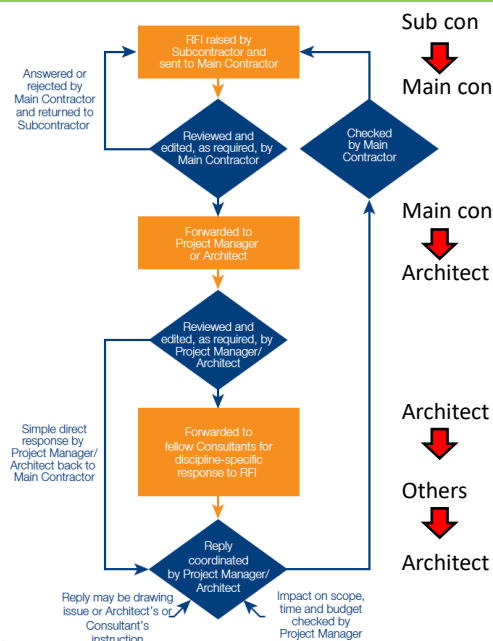 RFI raised by
Subcontractor and
sent to Main Contractor
Sub con
Main con
Answered or
rejected by
Main Contractor
and returned to
Subcontractor
Reviewed and
edited, as required, by
Main Contractor
Checked
by Main
Contractor
Forwarded to
Project Manager
or Architect
Main con
Architect
Reviewed and
edited, as required, by
Project Manager/
Architect
Simple direct
response by
Project Manager/
Architect back to
Main Contractor
Forwarded to
fellow Consultants for
discipline-specific
response to RFI
Architect
Others
Architect
Reply
coordinated
by Project Manager/
Architect
Reply may be drawing
issue or Architect's or
Consultant's
instruction
Impact on scope,
time and budget
checked by
Project Manager